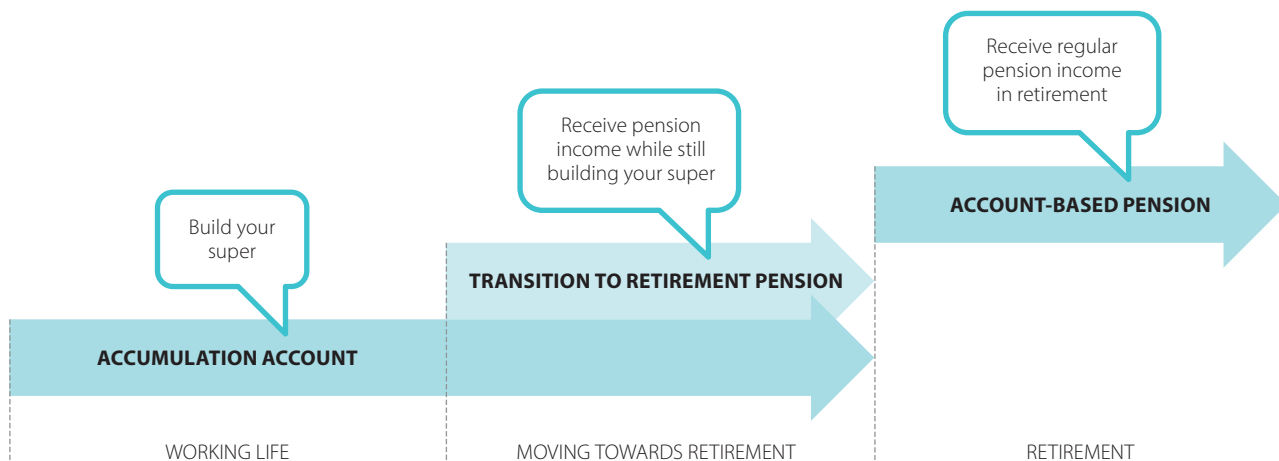 Receive regular
pension income
in retirement
Receive pension
income while still
building your super
ACCOUNT-BASED PENSION
Build your
super
TRANSITION TO RETIREMENT PENSION
ACCUMULATION ACCOUNT
WORKING LIFE
MOVING TOWARDS RETIREMENT
RETIREMENT